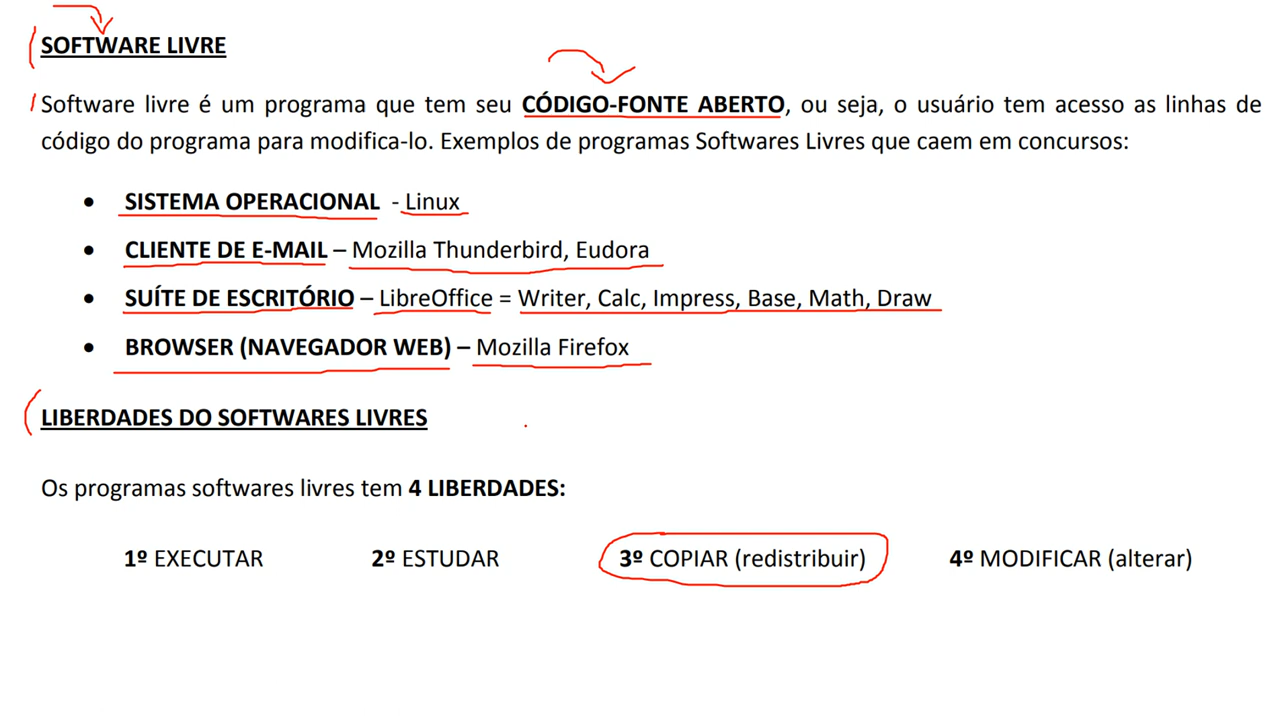 SOFTWARE LIVRE
Software livre é um programa que tem seu CÓDIGO-FONTE ABERTO, ou seja, o usuário tem acesso as linhas de
código do programa para modifica-lo. Exemplos de programas Softwares Livres que caem em concursos:
• SISTEMA OPERACIONAL - Linux
• CLIENTE DE E-MAIL – Mozilla Thunderbird, Eudora
• SUÍTE DE ESCRITÓRIO – LibreOffice = Writer, Calc, Impress, Base, Math, Draw
• BROWSER (NAVEGADOR WEB) – Mozilla Firefox
LIBERDADES DO SOFTWARES LIVRES
Os programas softwares livres tem 4 LIBERDADES:
1º EXECUTAR 2º ESTUDAR 3º COPIAR (redistribuir) 4º MODIFICAR (alterar)